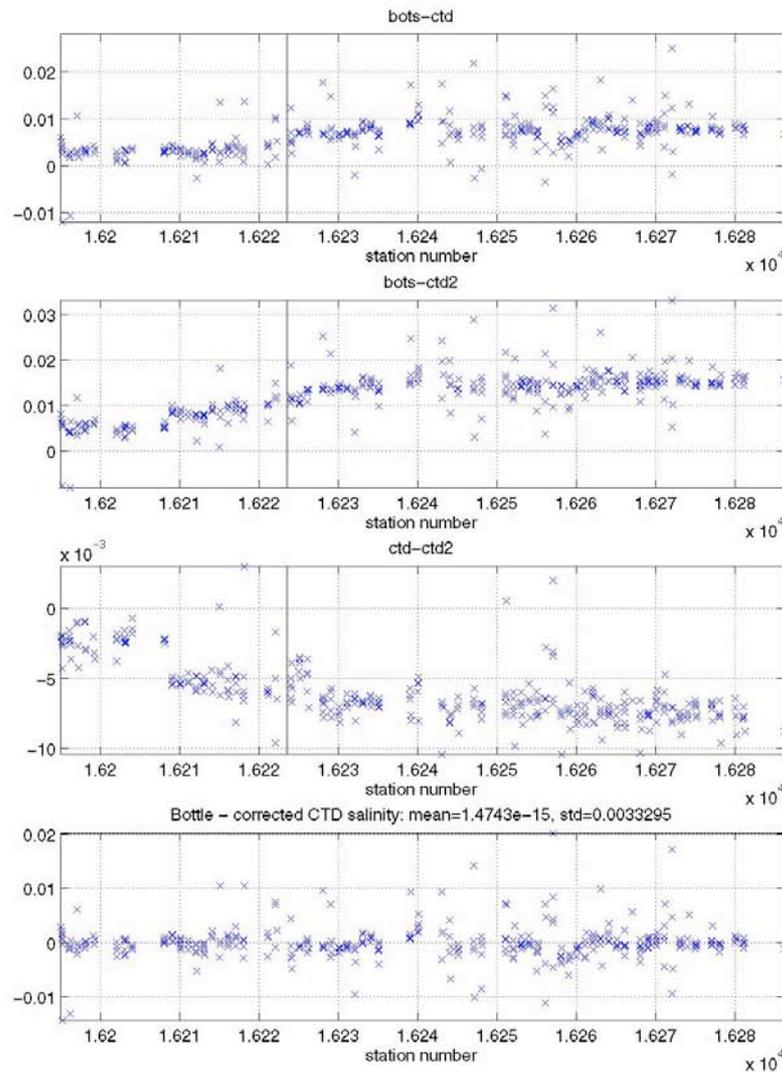 bots−ctd
0.02
0.01
0
−0.01
1.62 1.621 1.622 1.623 1.624 1.625 1.626 1.627 1.628
station number
x 10⁴
bots−ctd2
0.03
0.02
0.01
0
1.62 1.621 1.622 1.623 1.624 1.625 1.626 1.627 1.628
station number
x 10⁴
x 10⁻³
ctd−ctd2
0
−5
−10
1.62 1.621 1.622 1.623 1.624 1.625 1.626 1.627 1.628
station number
x 10⁴
Bottle − corrected CTD salinity: mean=1.4743e−15, std=0.0033295
0.02
0.01
0
−0.01
1.62 1.621 1.622 1.623 1.624 1.625 1.626 1.627 1.628
station number
x 10⁴